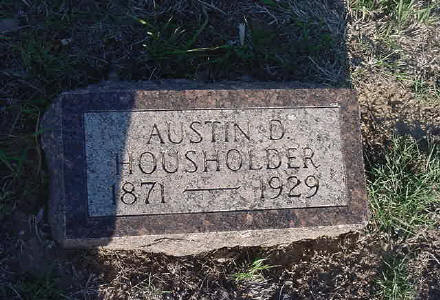 AUSTIN D.
HOUSHOLDER
1871 — 1929